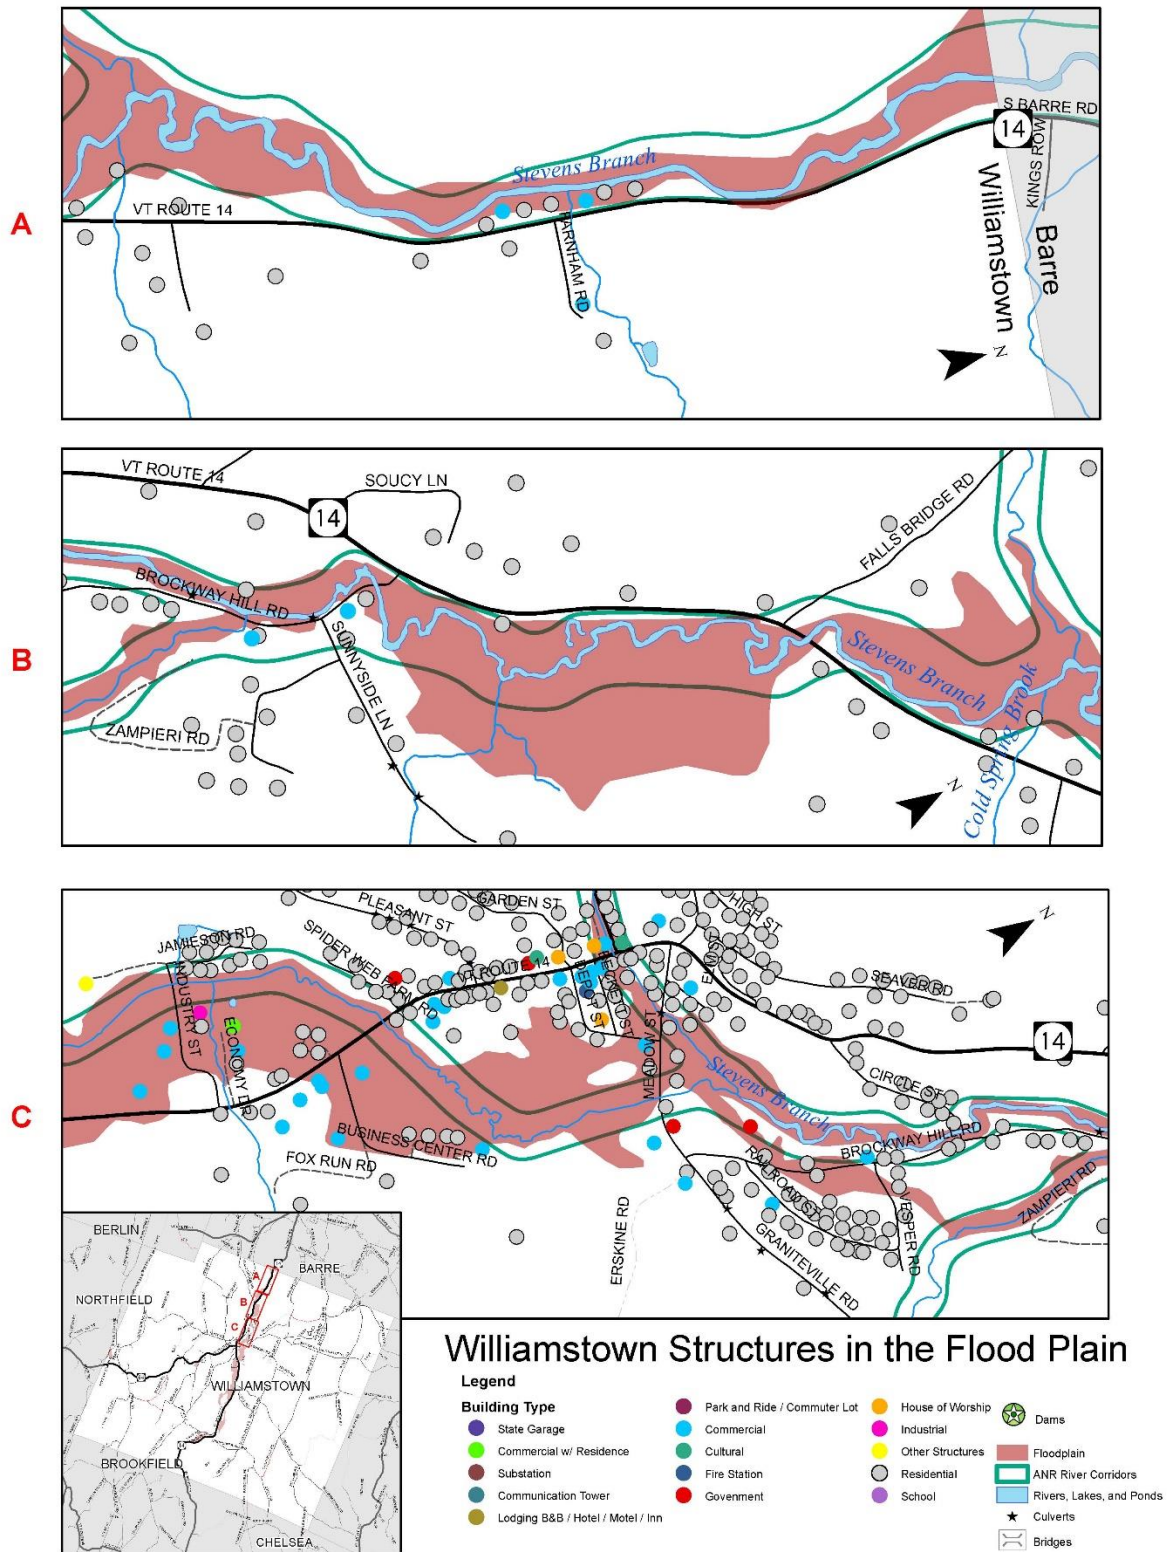 A
Stevens Branch
S BARRE RD
14
KINGS ROW
VT ROUTE 14
FARNHAM RD
Williamstown
Barre
N
B
VT ROUTE 14
SOUCY LN
14
FALLS BRIDGE RD
BROCKWAY HILL RD
SUNNYSIDE LN
Stevens Branch
ZAMPIERI RD
Cold Spring Brook
N
C
PLEASANT ST
GARDEN ST
HIGH ST
N
JAMIESON RD
SPIDER WEB FARM RD
VT ROUTE 14
DEPOT ST
BECKETT ST
ELM ST
SEAVER RD
INDUSTRY ST
ECONOMY DR
MEADOW ST
14
CIRCLE ST
Stevens Branch
BROCKWAY HILL RD
BUSINESS CENTER RD
FOX RUN RD
RAILROAD ST
VESPER RD
ZAMPIERI RD
ERSKINE RD
GRANITEVILLE RD
BERLIN
BARRE
NORTHFIELD
A
B
C
WILLIAMSTOWN
BROOKFIELD
CHELSEA
Williamstown Structures in the Flood Plain
Legend
Building Type
State Garage
Commercial w/ Residence
Substation
Communication Tower
Lodging B&B / Hotel / Motel / Inn
Park and Ride / Commuter Lot
Commercial
Cultural
Fire Station
Govenment
House of Worship
Industrial
Other Structures
Residential
School
Dams
Floodplain
ANR River Corridors
Rivers, Lakes, and Ponds
Culverts
Bridges